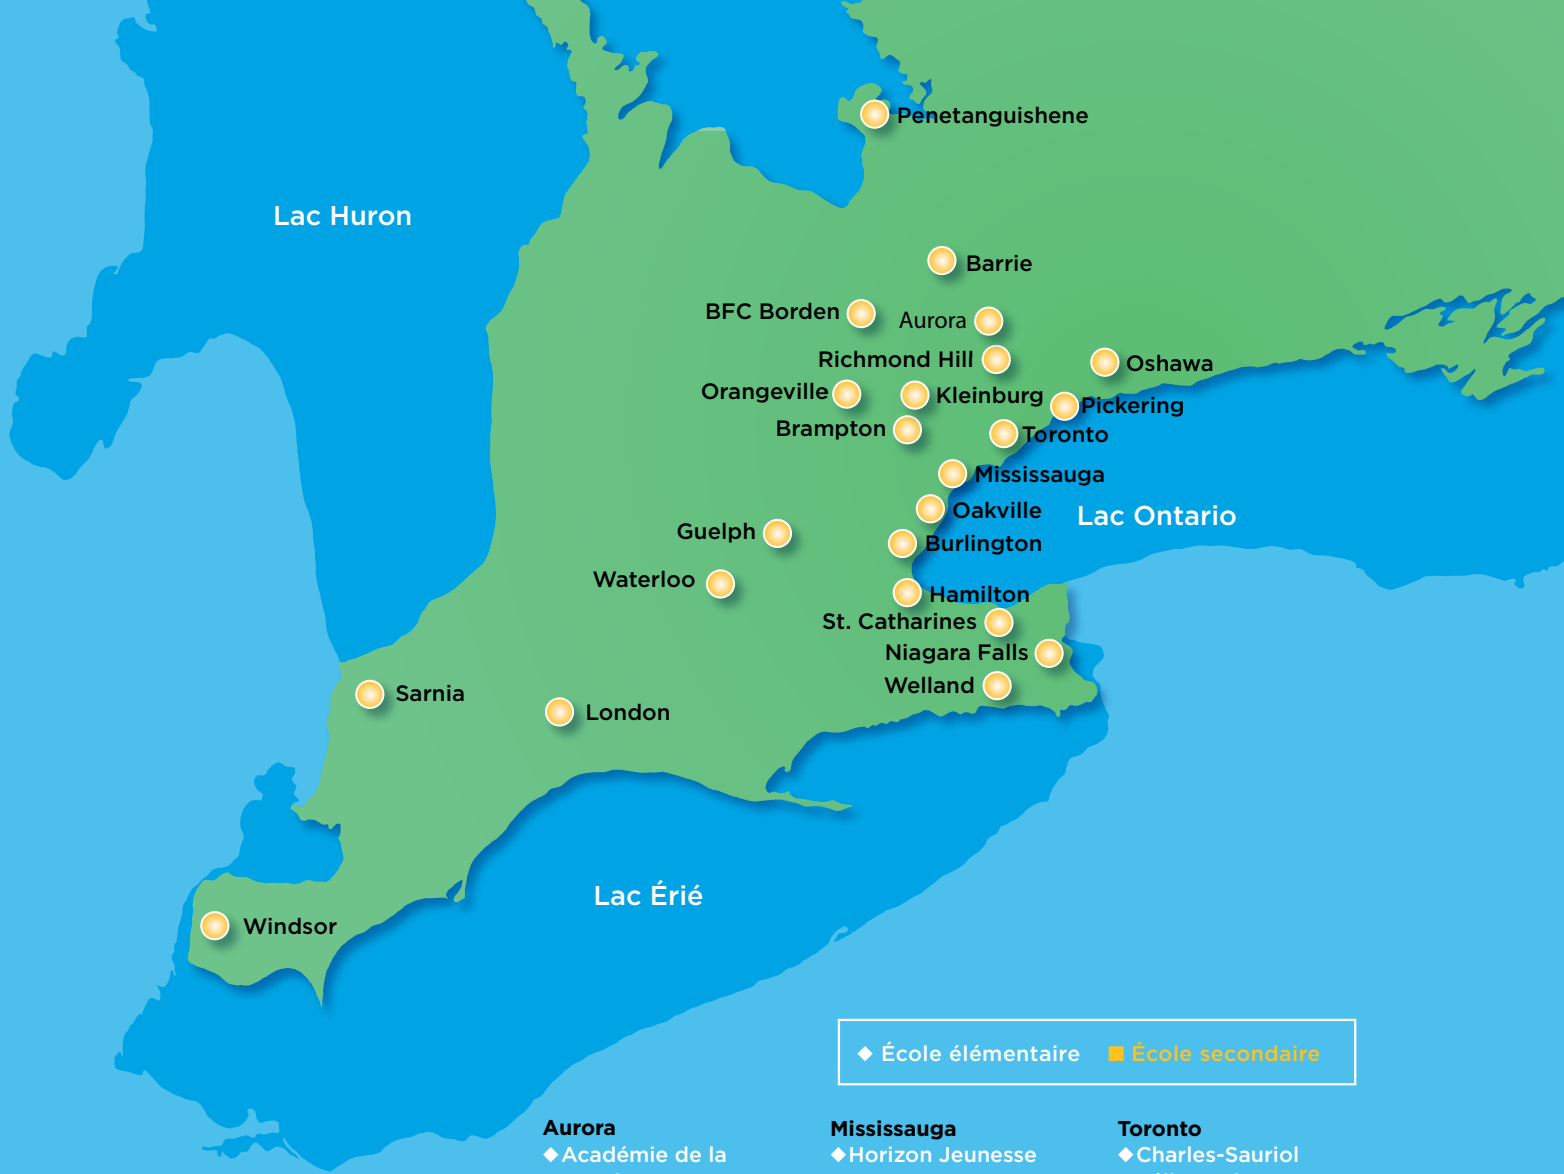 Penetanguishene
Lac Huron
Barrie
BFC Borden
Aurora
Richmond Hill
Oshawa
Orangeville
Kleinburg
Pickering
Brampton
Toronto
Mississauga
Oakville
Lac Ontario
Guelph
Burlington
Waterloo
Hamilton
St. Catharines
Niagara Falls
Welland
Sarnia
London
Lac Érié
Windsor
◆ École élémentaire ■ École secondaire
Aurora
◆Académie de la
Mississauga
◆Horizon Jeunesse
Toronto
◆Charles-Sauriol